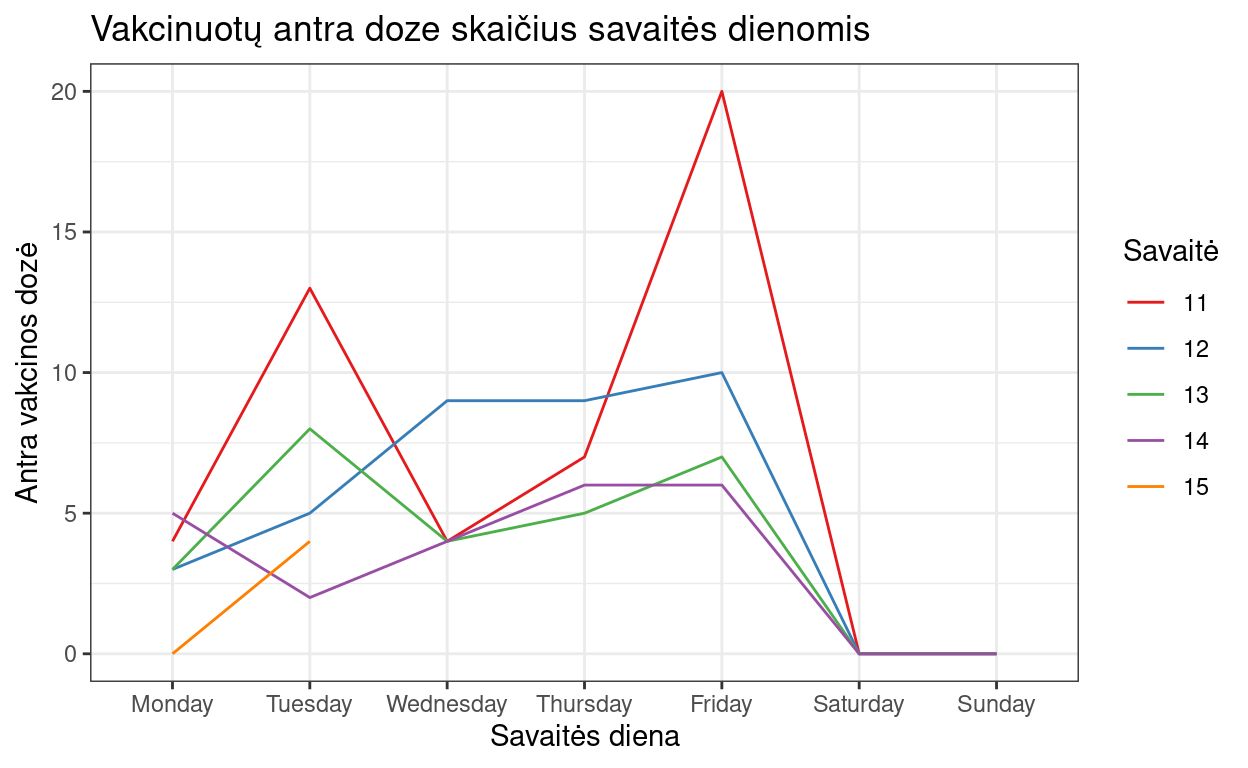 Vakcinuotų antra doze skaičius savaitės dienomis
Antra vakcinos dozė
20
15
10
5
0
Monday
Tuesday
Wednesday
Thursday
Friday
Saturday
Sunday
Savaitės diena
Savaitė
11
12
13
14
15